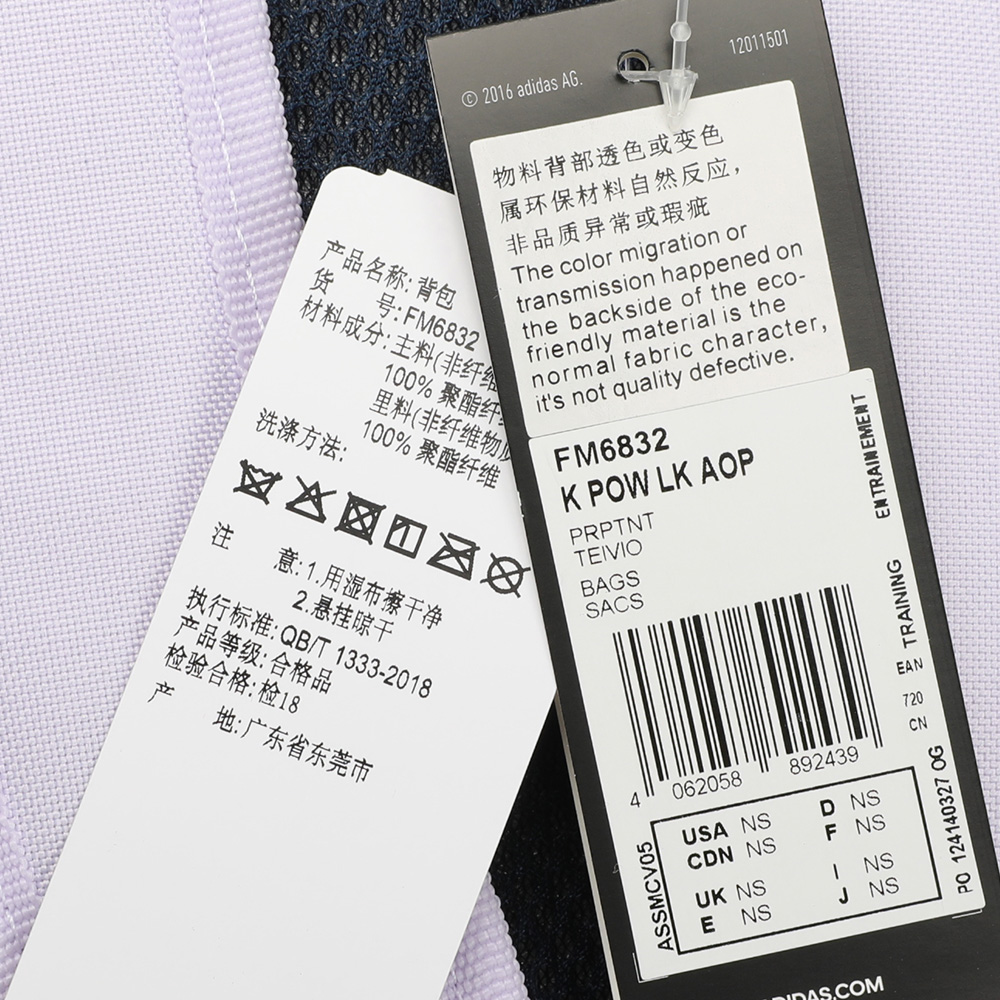 产品名称: 背包
货 号: FM6832
材料成分: 主料(非纤维
100% 聚酯纤
里料(非纤维物
100% 聚酯纤维
洗涤方法:
注 意: 1.用湿布擦干净
2.悬挂晾干
执行标准: QB/T 1333-2018
产品等级: 合格品
检验合格: 检18
产 地: 广东省东莞市
© 2016 adidas AG.
12011501
物料背部透色或变色
属环保材料自然反应,
非品质异常或瑕疵
The color migration or
transmission happened on
the backside of the eco-
friendly material is the
normal fabric character,
it's not quality defective.
FM6832
K POW LK AOP
PRPTNT
TEIVIO
BAGS
SACS
ENTRAINEMENT
TRAINING
EAN
720
CN
4 062058 892439
PO 124140327 OG
ASSMCV05
USA NS D NS
CDN NS F NS
UK NS I NS
E NS J NS
ADIDAS.COM